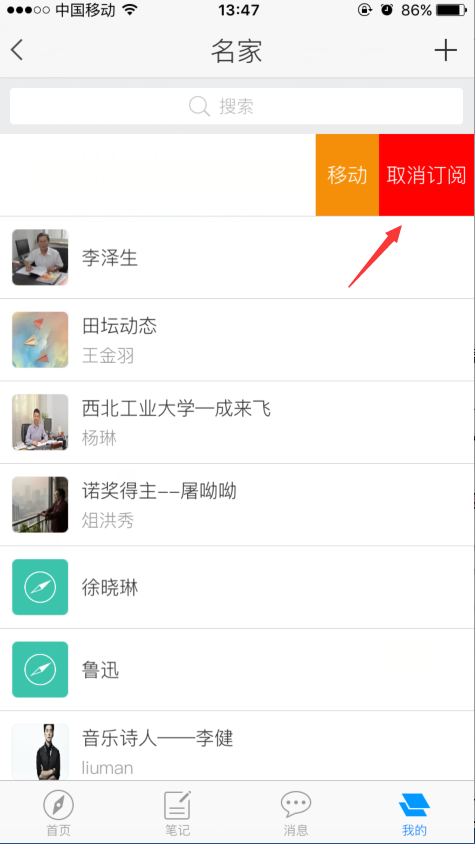 中国移动 13:47 86%
名家
搜索
移动 取消订阅
李泽生
田坛动态
王金羽
西北工业大学—成来飞
杨琳
诺奖得主--屠呦呦
俎洪秀
徐晓琳
鲁迅
音乐诗人——李健
liuman
首页 笔记 消息 我的